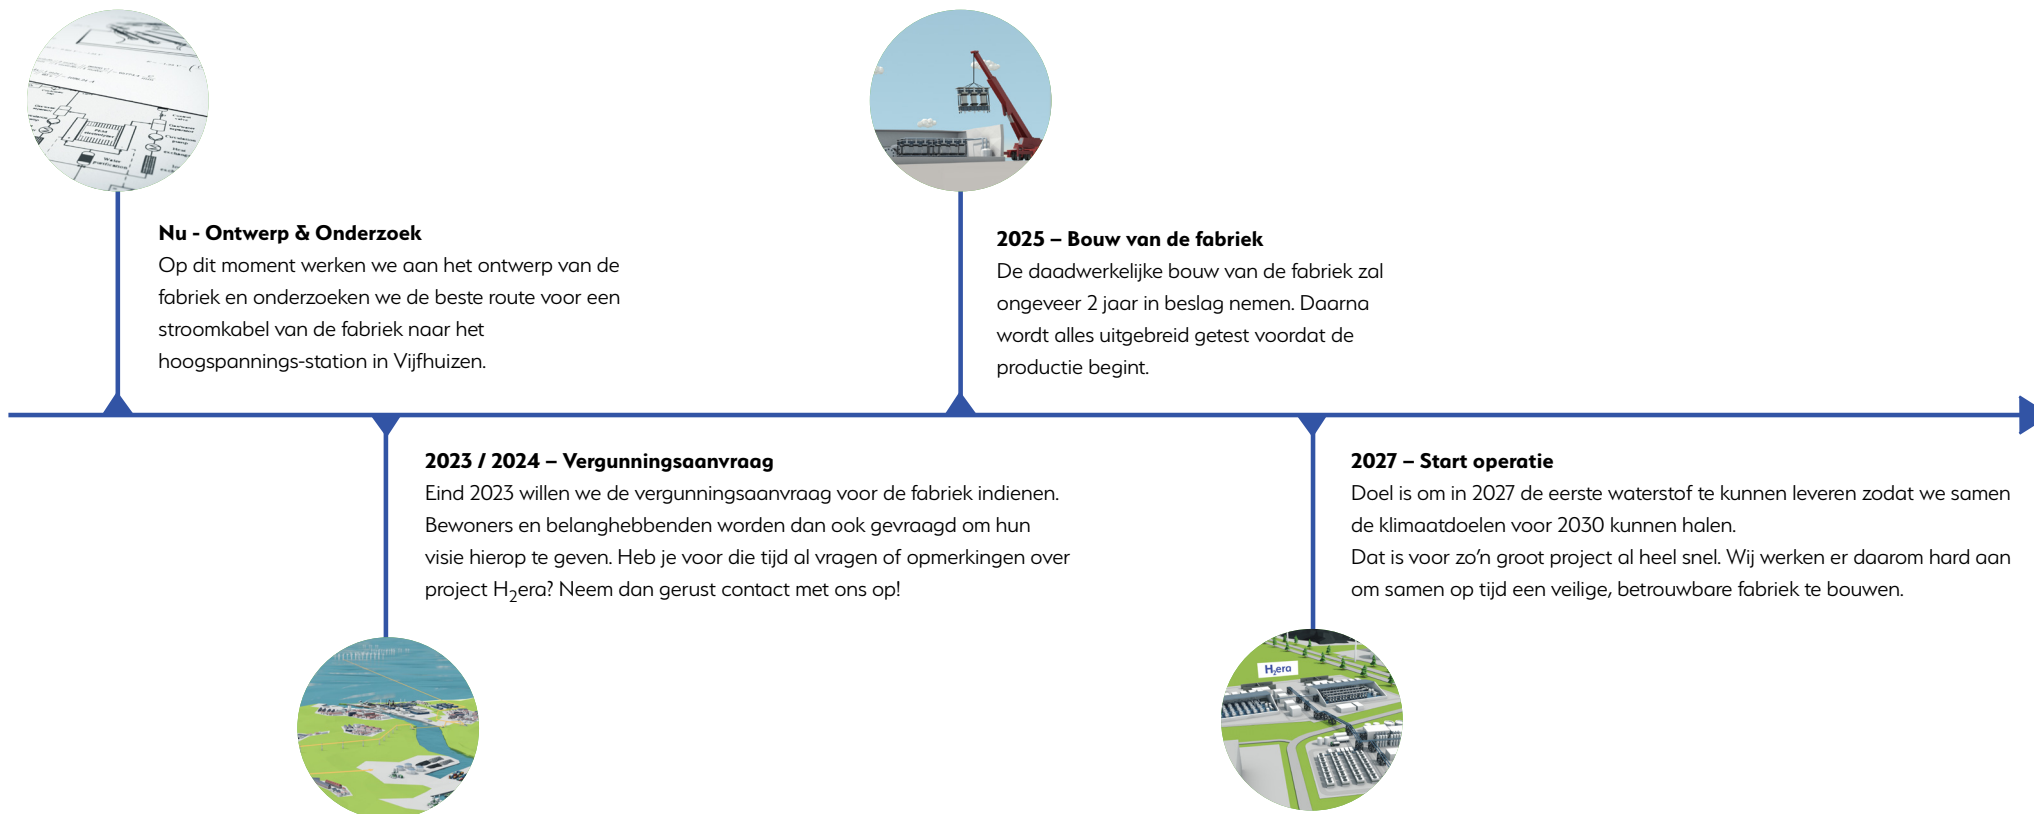 Nu - Ontwerp & Onderzoek
Op dit moment werken we aan het ontwerp van de
fabriek en onderzoeken we de beste route voor een
stroomkabel van de fabriek naar het
hoogspannings-station in Vijfhuizen.
2023 / 2024 – Vergunningsaanvraag
Eind 2023 willen we de vergunningsaanvraag voor de fabriek indienen.
Bewoners en belanghebbenden worden dan ook gevraagd om hun
visie hierop te geven. Heb je voor die tijd al vragen of opmerkingen over
project H₂era? Neem dan gerust contact met ons op!
2025 – Bouw van de fabriek
De daadwerkelijke bouw van de fabriek zal
ongeveer 2 jaar in beslag nemen. Daarna
wordt alles uitgebreid getest voordat de
productie begint.
2027 – Start operatie
Doel is om in 2027 de eerste waterstof te kunnen leveren zodat we samen
de klimaatdoelen voor 2030 kunnen halen.
Dat is voor zo'n groot project al heel snel. Wij werken er daarom hard aan
om samen op tijd een veilige, betrouwbare fabriek te bouwen.
H₂era
Water
purification